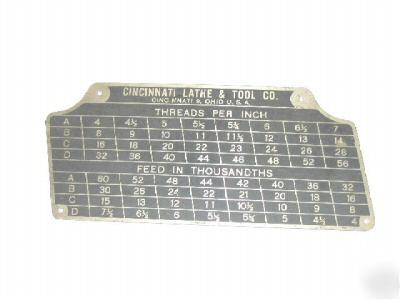 CINCINNATI LATHE & TOOL CO.
CINCINNATI 9, OHIO U.S.A.
THREADS PER INCH
A 4 4½ 5 5½ 5¾ 6 6½ 7
B 8 9 10 11 11½ 12 13 14
C 16 18 20 22 23 24 26 28
D 32 36 40 44 46 48 52 56
FEED IN THOUSANDTHS
A 60 52 48 44 42 40 36 32
B 30 26 24 22 21 20 18 16
C 15 13 12 11 10½ 10 9 8
D 7½ 6½ 6 5½ 5 4½ 4